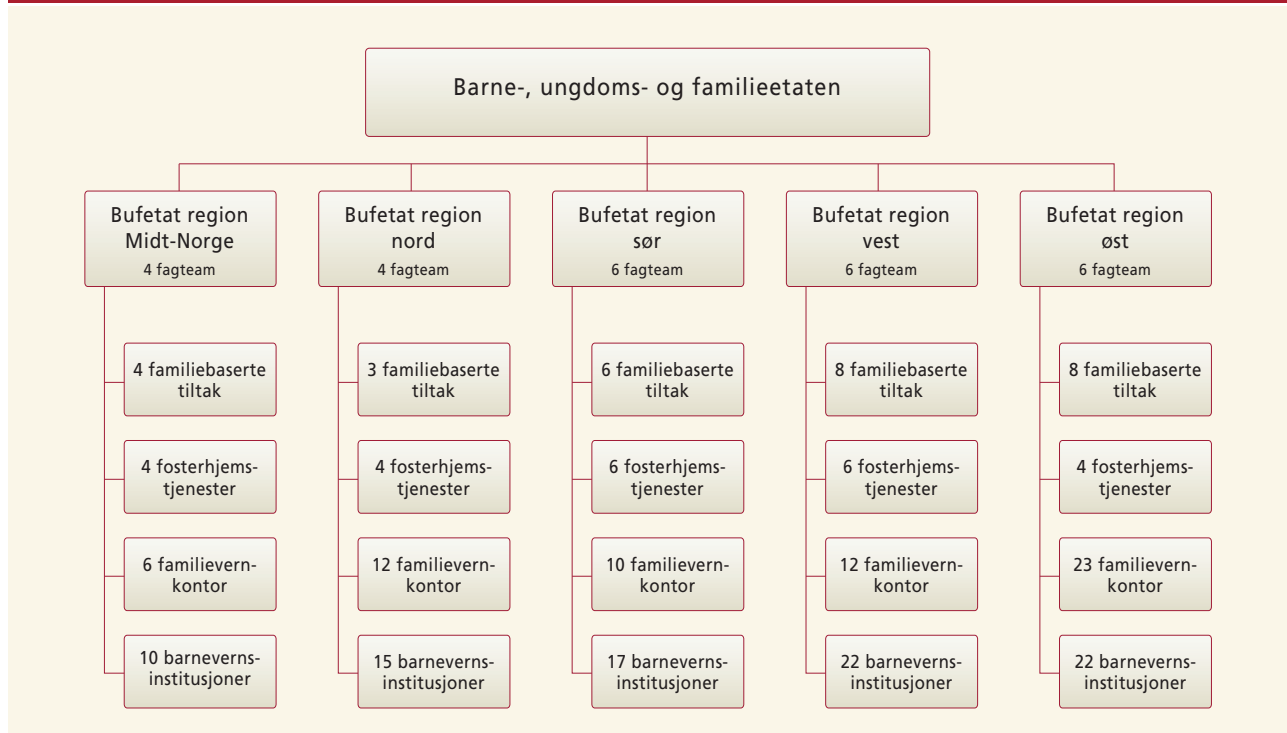 Barne-, ungdoms- og familieetaten
Bufetat region
Midt-Norge
4 fagteam
4 familiebaserte
tiltak
4 fosterhjems-
tjenester
6 familievern-
kontor
10 barneverns-
institusjoner
Bufetat region
nord
4 fagteam
3 familiebaserte
tiltak
4 fosterhjems-
tjenester
12 familievern-
kontor
15 barneverns-
institusjoner
Bufetat region
sør
6 fagteam
6 familiebaserte
tiltak
6 fosterhjems-
tjenester
10 familievern-
kontor
17 barneverns-
institusjoner
Bufetat region
vest
6 fagteam
8 familiebaserte
tiltak
6 fosterhjems-
tjenester
12 familievern-
kontor
22 barneverns-
institusjoner
Bufetat region
øst
6 fagteam
8 familiebaserte
tiltak
4 fosterhjems-
tjenester
23 familievern-
kontor
22 barneverns-
institusjoner